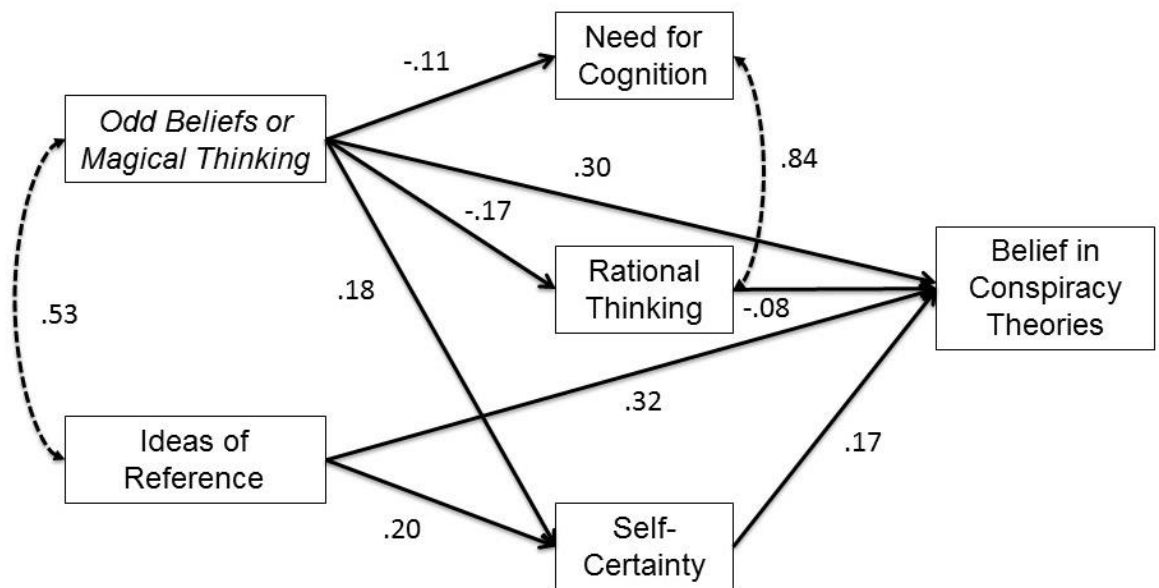 Need for
Cognition
-.11
Odd Beliefs or
Magical Thinking
.30
.84
-.17
Rational
Thinking
Belief in
Conspiracy
Theories
.18
-.08
.53
.32
Ideas of
Reference
.17
.20
Self-
Certainty